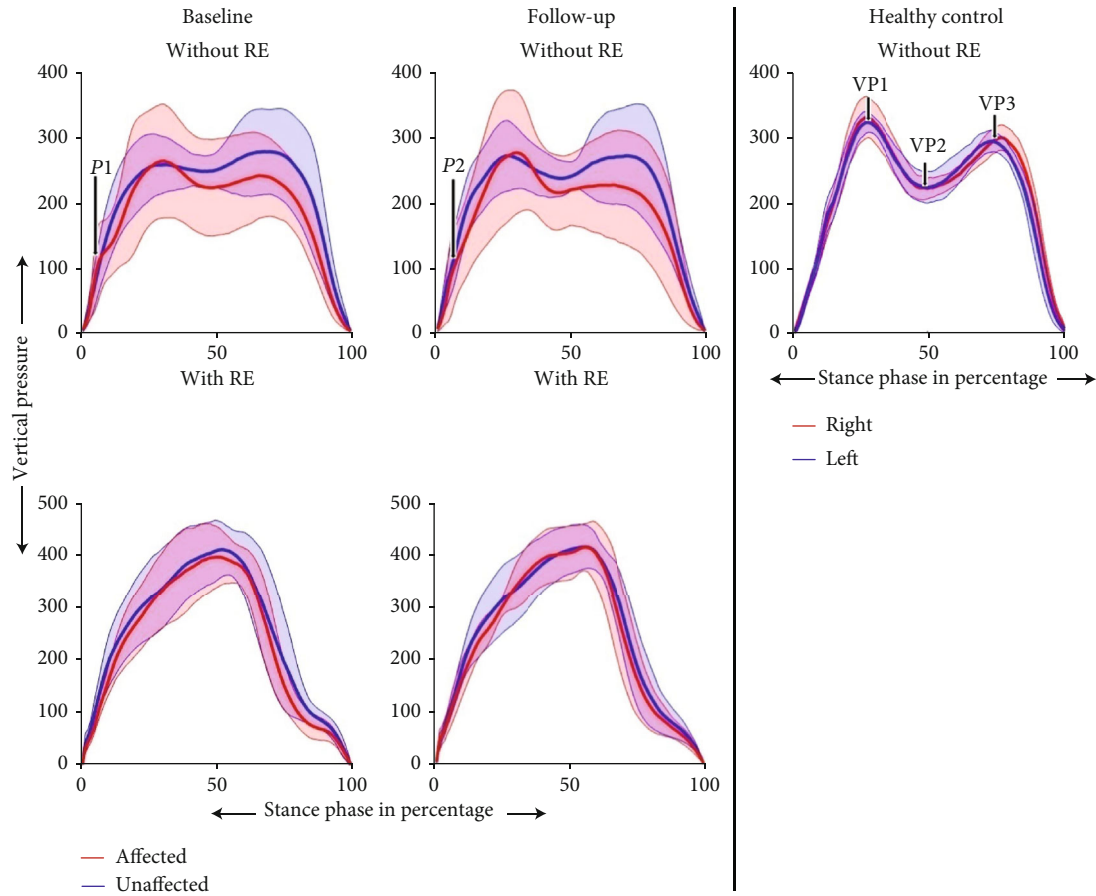 Baseline
Follow-up
Healthy control
Without RE
Without RE
Without RE
400
300
200
100
0
P1
0
50
100
400
300
200
100
0
P2
0
50
100
400
300
200
100
0
VP1
VP2
VP3
0
50
100
Stance phase in percentage
Right
Left
Vertical pressure
With RE
With RE
500
400
300
200
100
0
0
50
100
500
400
300
200
100
0
0
50
100
Stance phase in percentage
Affected
Unaffected